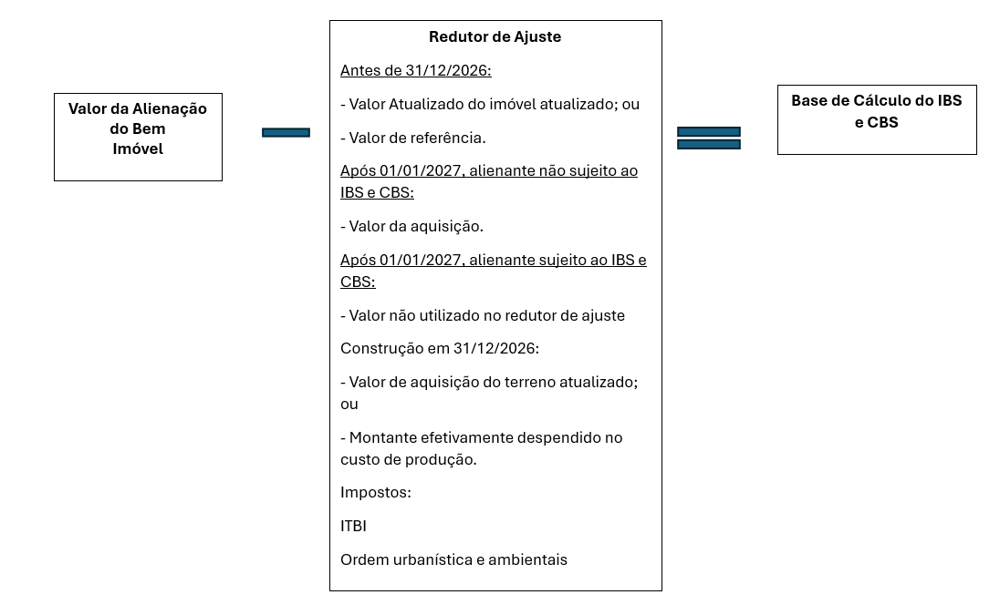 Valor da Alienação
do Bem
Imóvel
Redutor de Ajuste
Antes de 31/12/2026:
- Valor Atualizado do imóvel atualizado; ou
- Valor de referência.
Após 01/01/2027, alienante não sujeito ao
IBS e CBS:
- Valor da aquisição.
Após 01/01/2027, alienante sujeito ao IBS e
CBS:
- Valor não utilizado no redutor de ajuste
Construção em 31/12/2026:
- Valor de aquisição do terreno atualizado;
ou
- Montante efetivamente despendido no
custo de produção.
Impostos:
ITBI
Ordem urbanística e ambientais
Base de Cálculo do IBS
e CBS